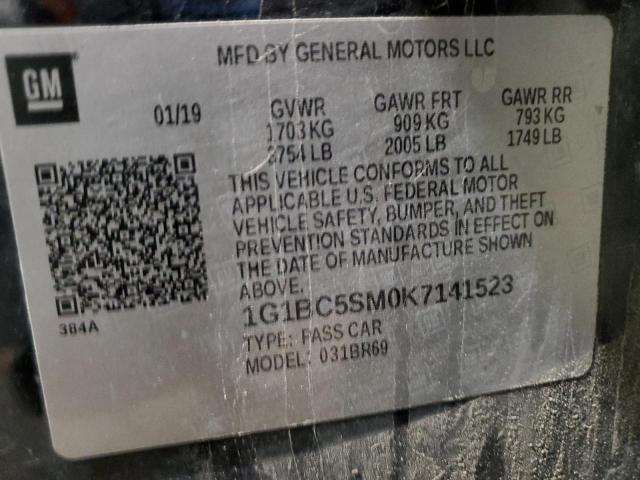 GM
MFD BY GENERAL MOTORS LLC
01/19 GVWR GAWR FRT GAWR RR
1703 KG 909 KG 793 KG
3754 LB 2005 LB 1749 LB
THIS VEHICLE CONFORMS TO ALL
APPLICABLE U.S. FEDERAL MOTOR
VEHICLE SAFETY, BUMPER, AND THEFT
PREVENTION STANDARDS IN EFFECT ON
THE DATE OF MANUFACTURE SHOWN
ABOVE.
384A
1G1BC5SM0K7141523
TYPE: PASS CAR
MODEL: 031BR69